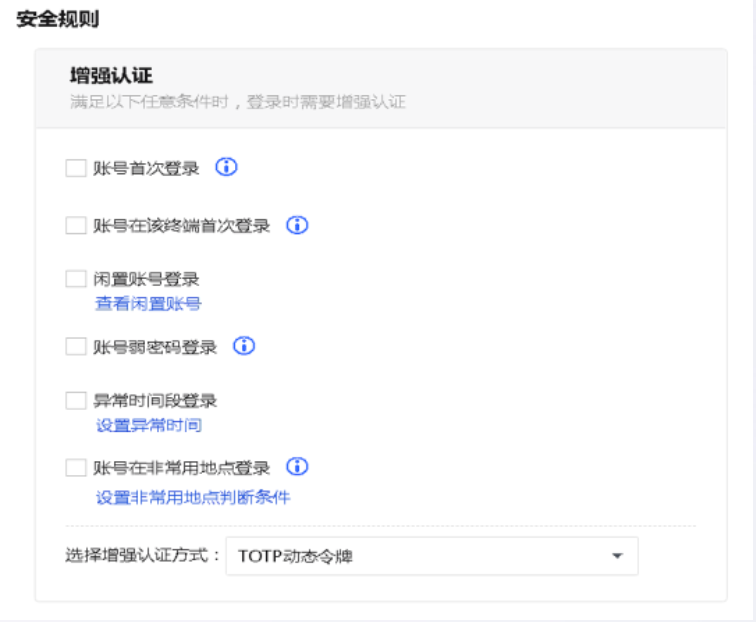 安全规则
增强认证
满足以下任意条件时，登录时需要增强认证
账号首次登录
账号在该终端首次登录
闲置账号登录
查看闲置账号
账号弱密码登录
异常时间段登录
设置异常时间
账号在非常用地点登录
设置非常用地点判断条件
选择增强认证方式：TOTP动态令牌